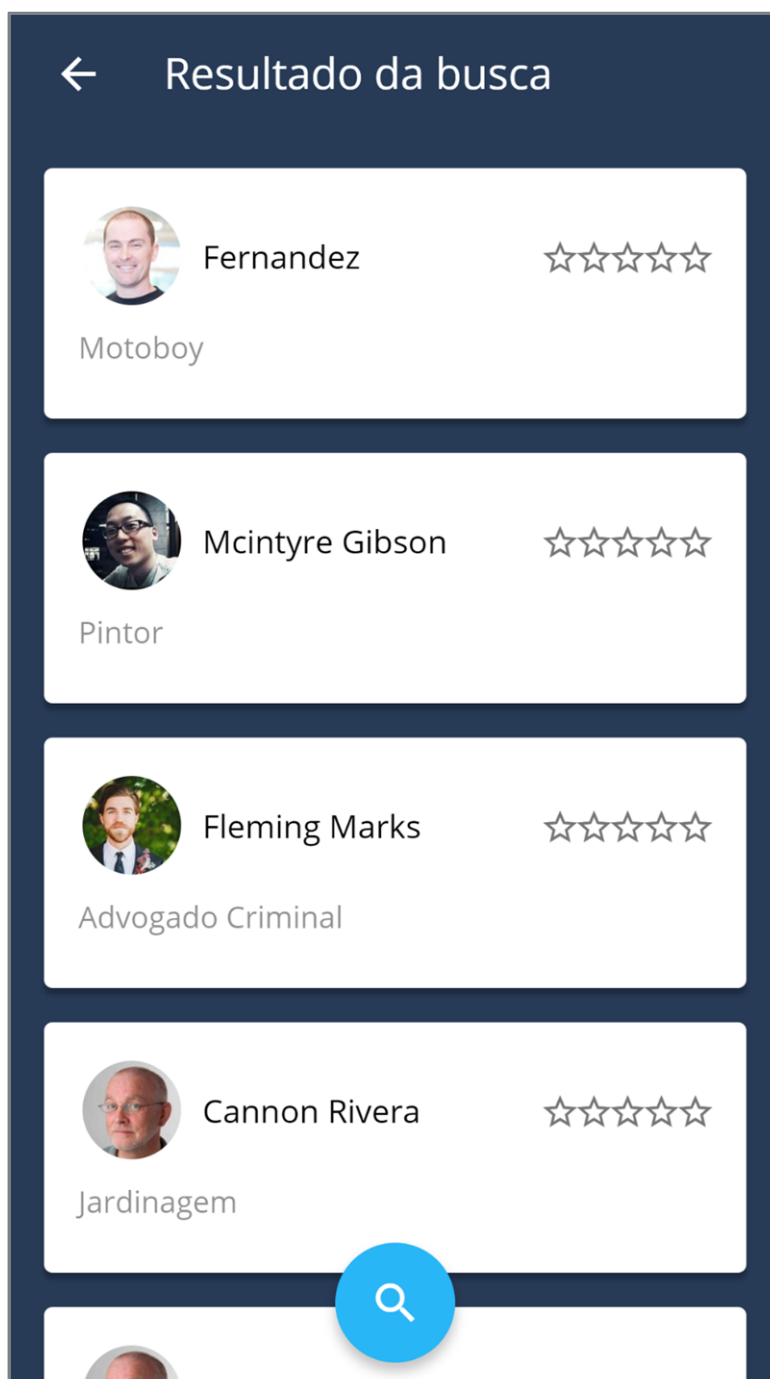 Resultado da busca
Fernandez
Motoboy
Mcintyre Gibson
Pintor
Fleming Marks
Advogado Criminal
Cannon Rivera
Jardinagem